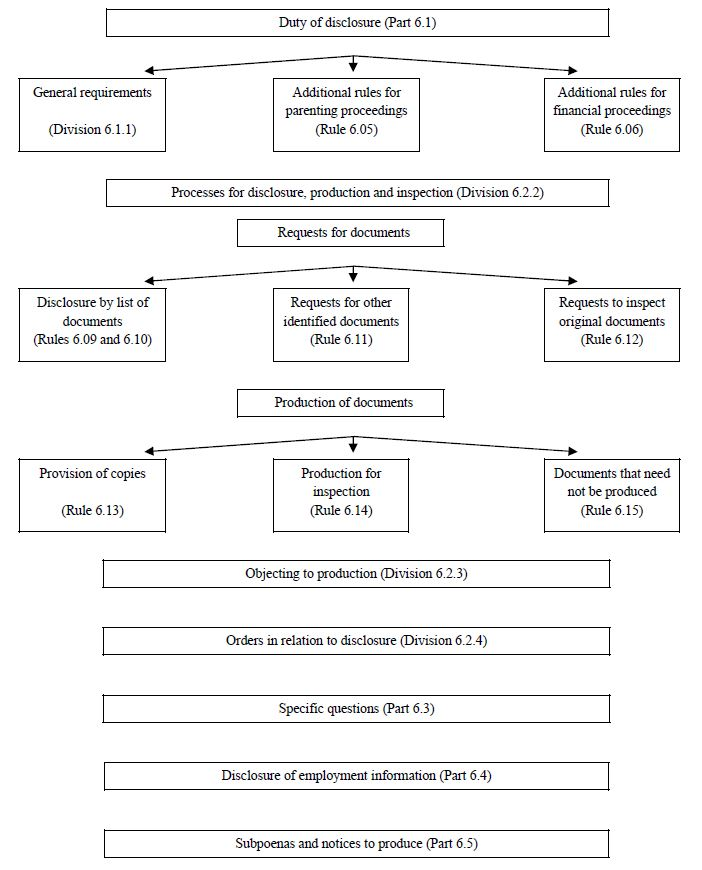 Duty of disclosure (Part 6.1)
General requirements
(Division 6.1.1)
Additional rules for
parenting proceedings
(Rule 6.05)
Additional rules for
financial proceedings
(Rule 6.06)
Processes for disclosure, production and inspection (Division 6.2.2)
Requests for documents
Disclosure by list of
documents
(Rules 6.09 and 6.10)
Requests for other
identified documents
(Rule 6.11)
Requests to inspect
original documents
(Rule 6.12)
Production of documents
Provision of copies
(Rule 6.13)
Production for
inspection
(Rule 6.14)
Documents that need
not be produced
(Rule 6.15)
Objecting to production (Division 6.2.3)
Orders in relation to disclosure (Division 6.2.4)
Specific questions (Part 6.3)
Disclosure of employment information (Part 6.4)
Subpoenas and notices to produce (Part 6.5)